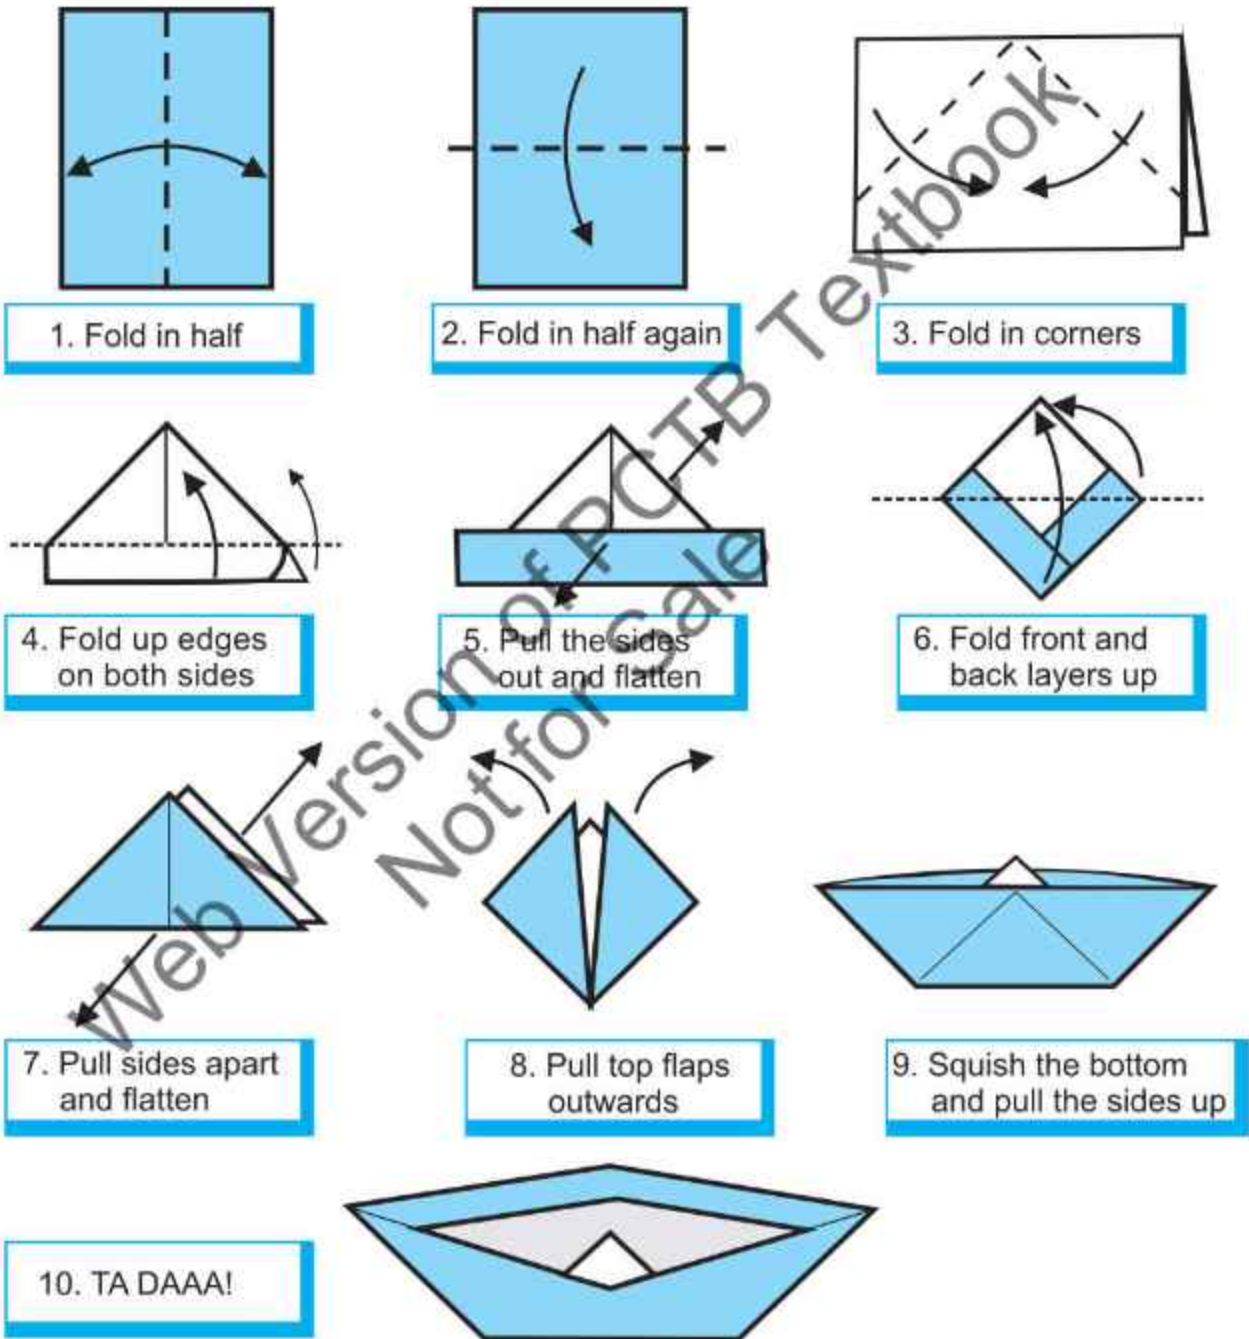 1. Fold in half
2. Fold in half again
3. Fold in corners
4. Fold up edges
on both sides
5. Pull the sides
out and flatten
6. Fold front and
back layers up
7. Pull sides apart
and flatten
8. Pull top flaps
outwards
9. Squish the bottom
and pull the sides up
10. TA DAAA!
Web Version of PCTB Textbook
Not for Sale